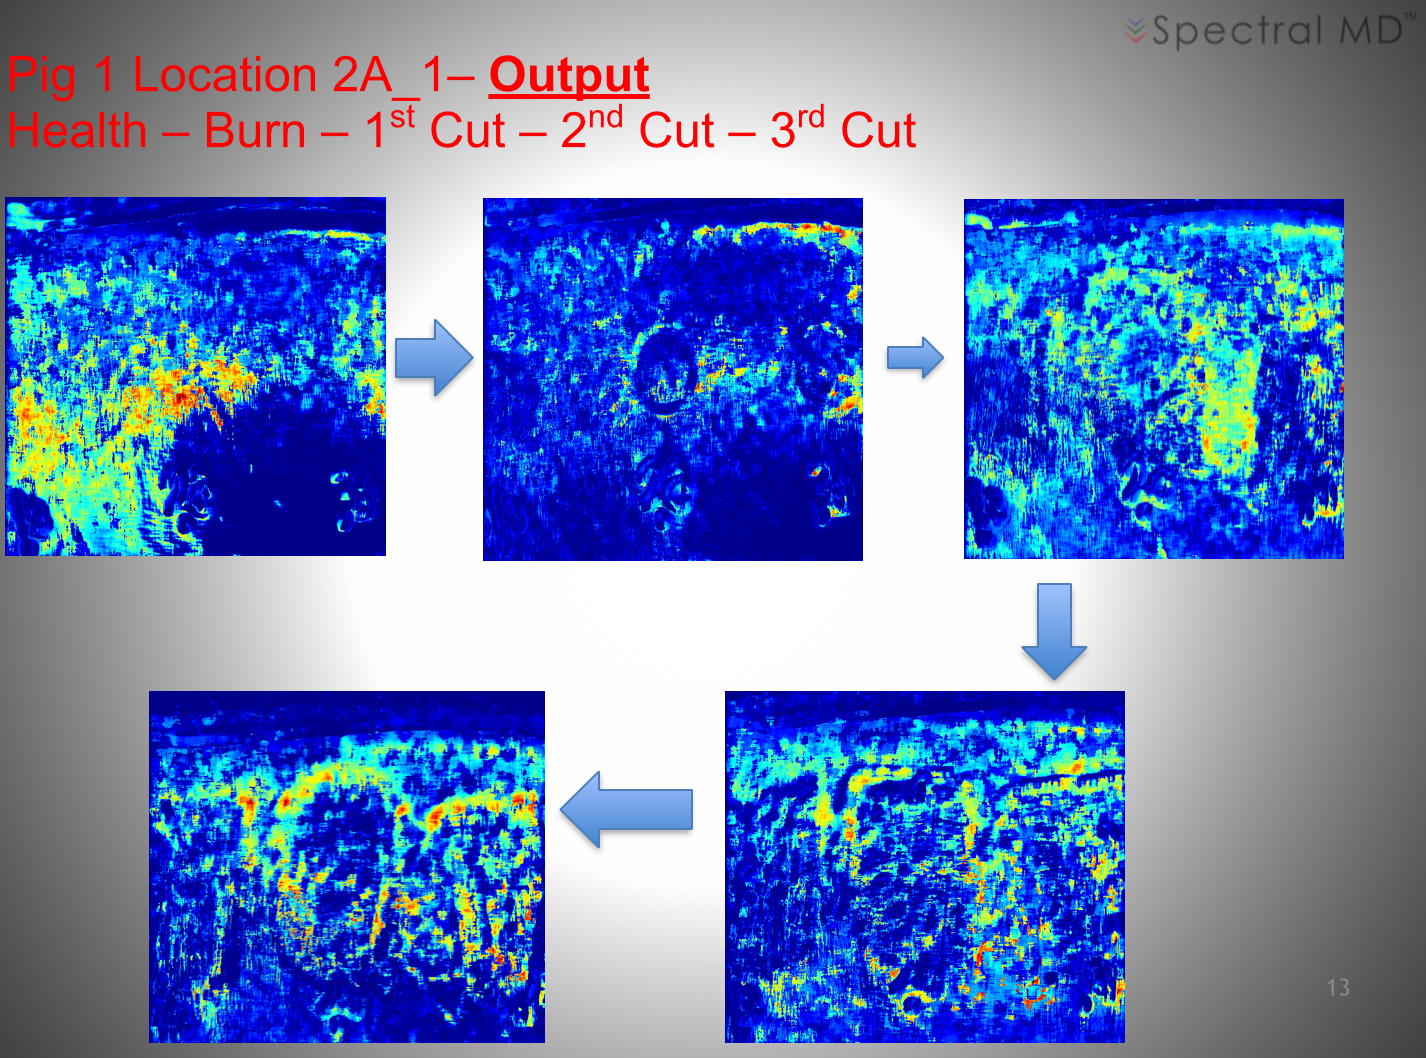 Spectral MD™
Pig 1 Location 2A_1– Output
Health – Burn – 1st Cut – 2nd Cut – 3rd Cut
13